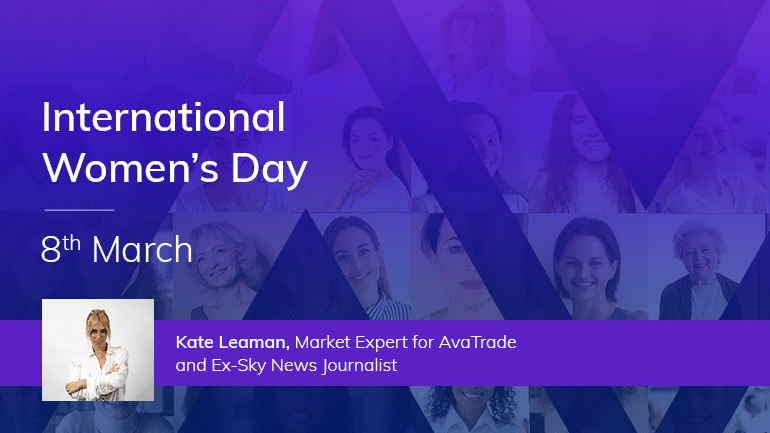 International
Women’s Day
8th March
Kate Leaman, Market Expert for AvaTrade
and Ex-Sky News Journalist